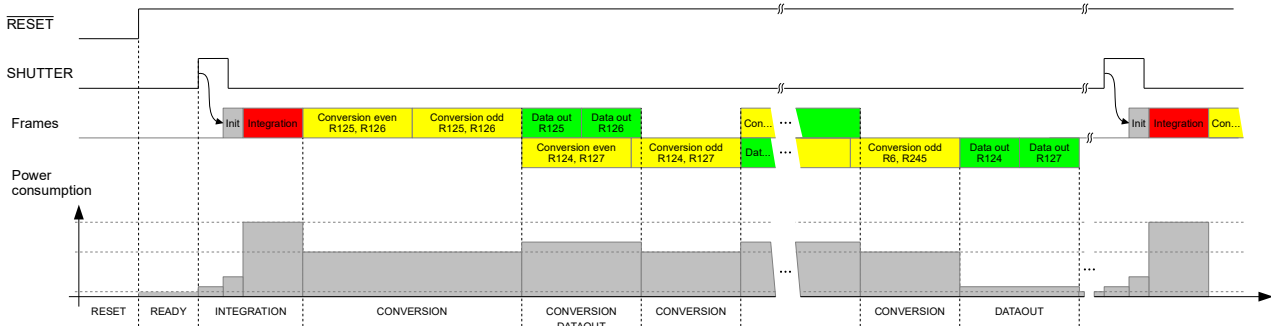 RESET
SHUTTER
Frames
Init
Integration
Conversion even
R125, R126
Conversion odd
R125, R126
Data out
R125
Data out
R126
Con...
...
Init
Integration
Con...
Conversion even
R124, R127
Conversion odd
R124, R127
Dat...
...
Conversion odd
R6, R245
Data out
R124
Data out
R127
Power
consumption
...
...
RESET
READY
INTEGRATION
CONVERSION
CONVERSION
DATAOUT
CONVERSION
CONVERSION
DATAOUT